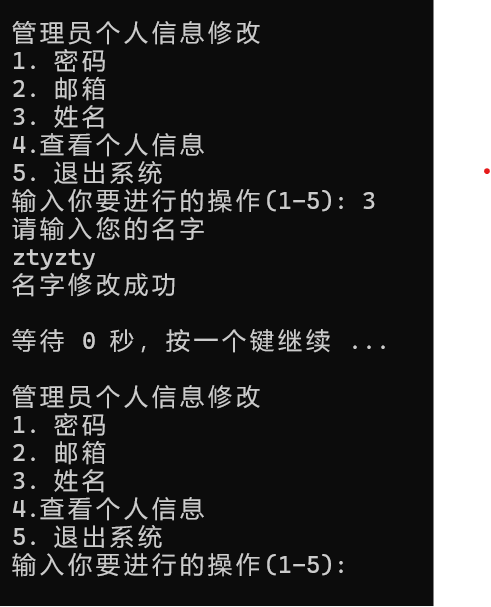 管理员个人信息修改
1. 密码
2. 邮箱
3. 姓名
4.查看个人信息
5. 退出系统
输入你要进行的操作(1-5): 3
请输入您的名字
ztyzty
名字修改成功
等待 0 秒, 按一个键继续 ...
管理员个人信息修改
1. 密码
2. 邮箱
3. 姓名
4.查看个人信息
5. 退出系统
输入你要进行的操作(1-5):